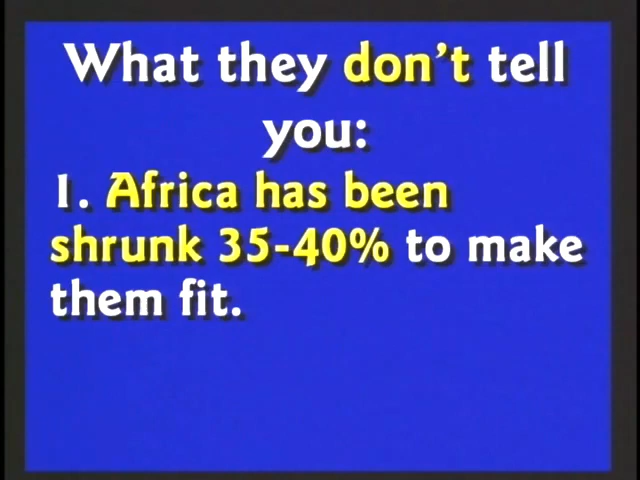 What they don't tell
you:
1. Africa has been
shrunk 35-40% to make
them fit.